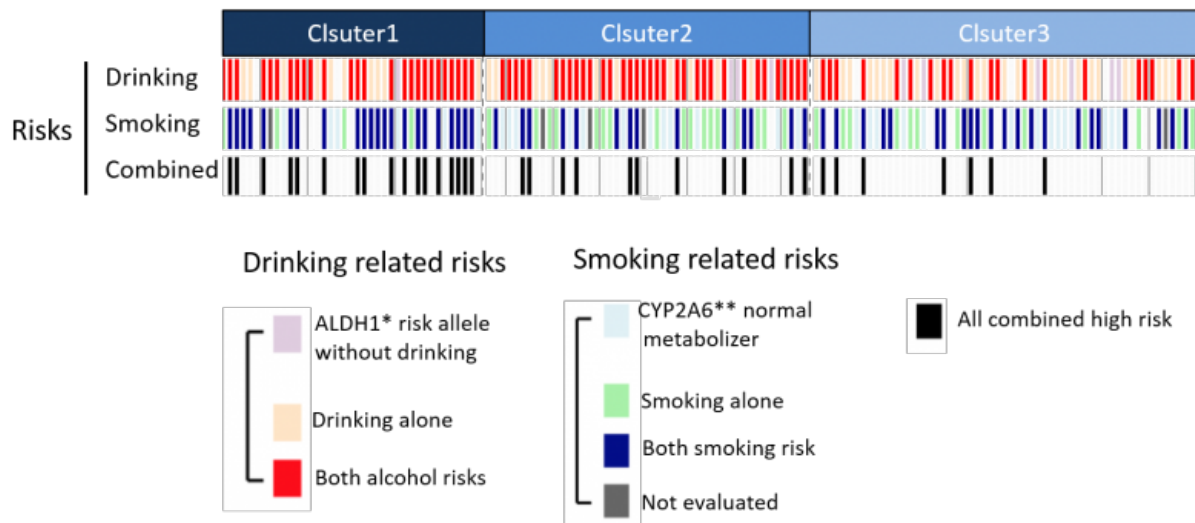 Clsuter1 Clsuter2 Clsuter3
Drinking
Risks Smoking
Combined
Drinking related risks Smoking related risks
ALDH1* risk allele
without drinking
Drinking alone
Both alcohol risks
CYP2A6** normal
metabolizer
Smoking alone
Both smoking risk
Not evaluated
All combined high risk